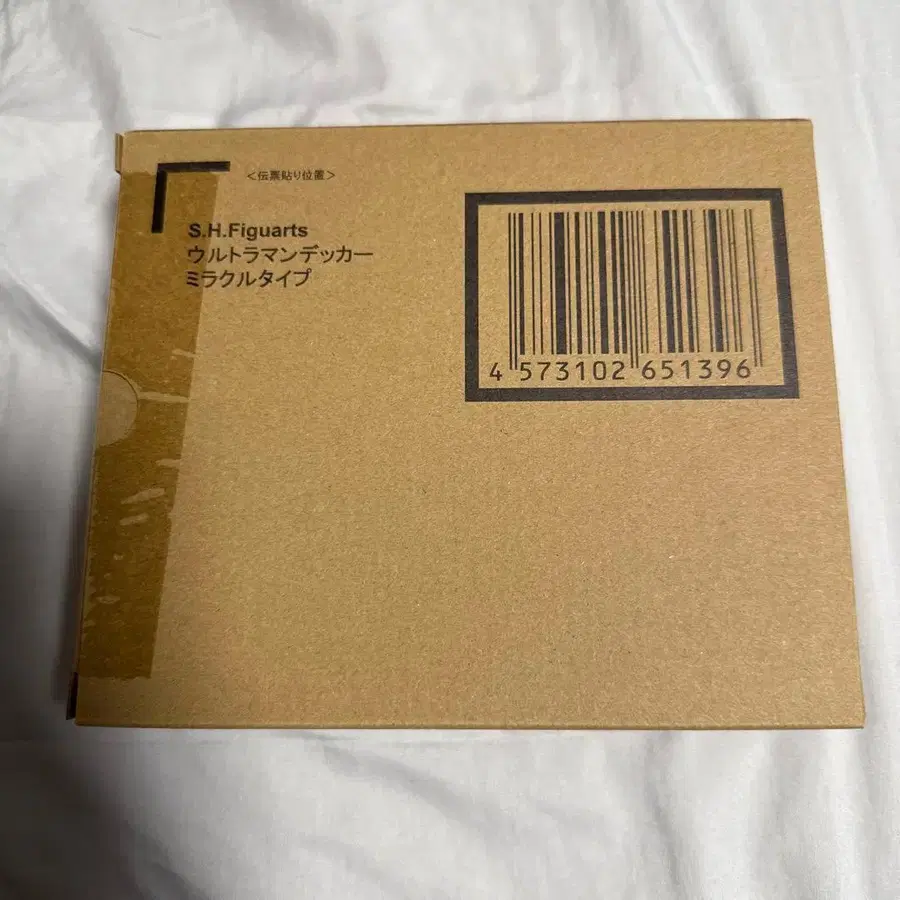 <伝票貼り位置>
S.H.Figuarts
ウルトラマンデッカー
ミラクルタイプ
4 573102 651396